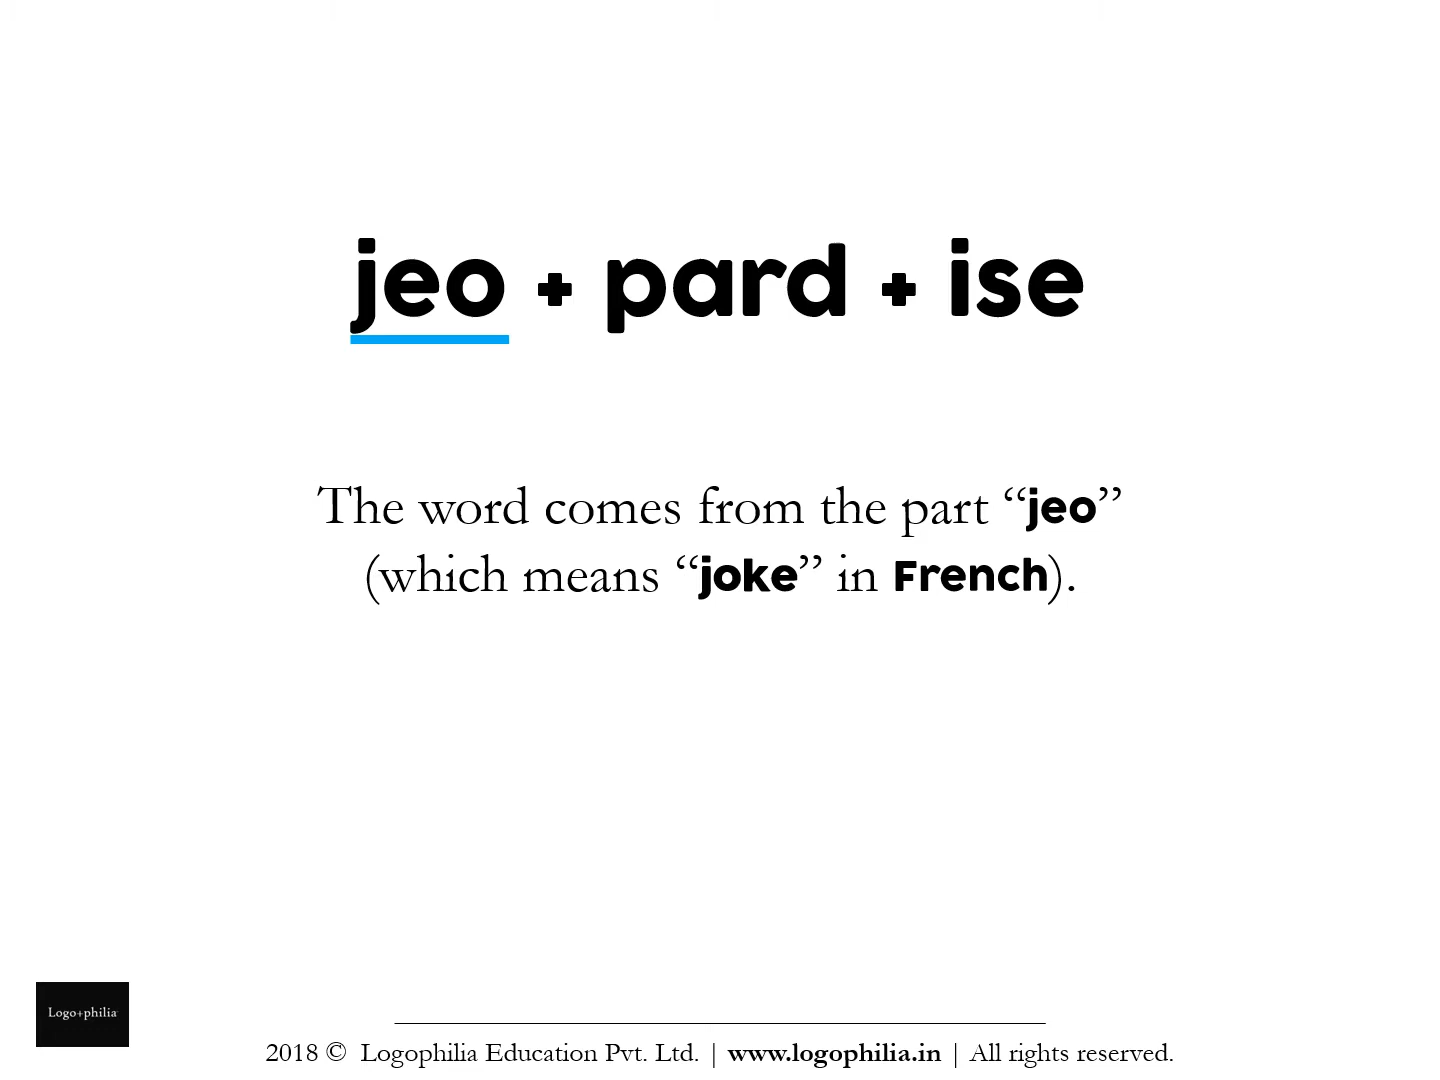 jeo + pard + ise
The word comes from the part “jeo”
(which means “joke” in French).
Logo+philia
2018 © Logophilia Education Pvt. Ltd. | www.logophilia.in | All rights reserved.